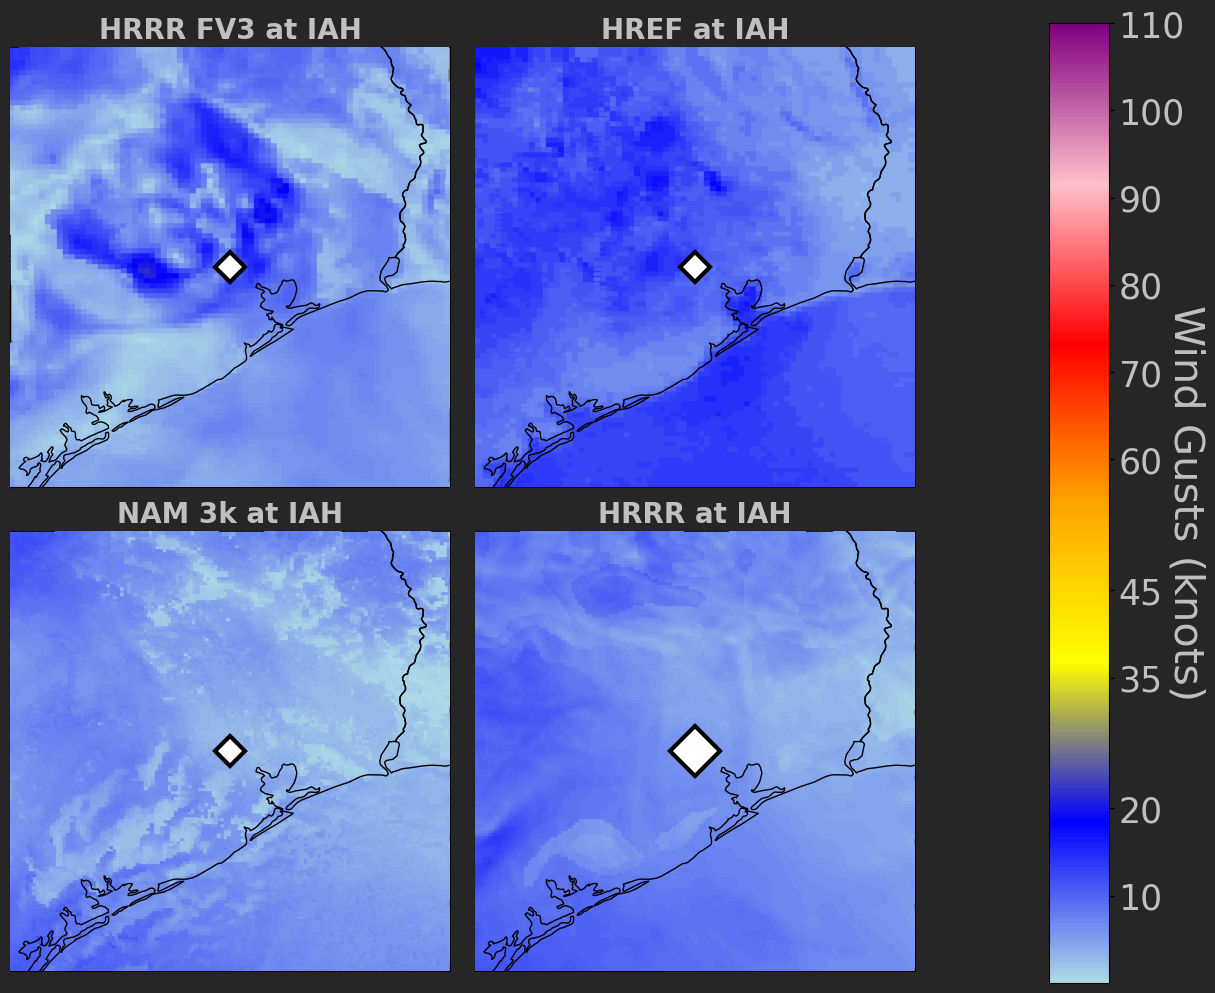 HRRR FV3 at IAH
HREF at IAH
NAM 3k at IAH
HRRR at IAH
110
100
90
80
70
60
45
35
20
10
Wind Gusts (knots)